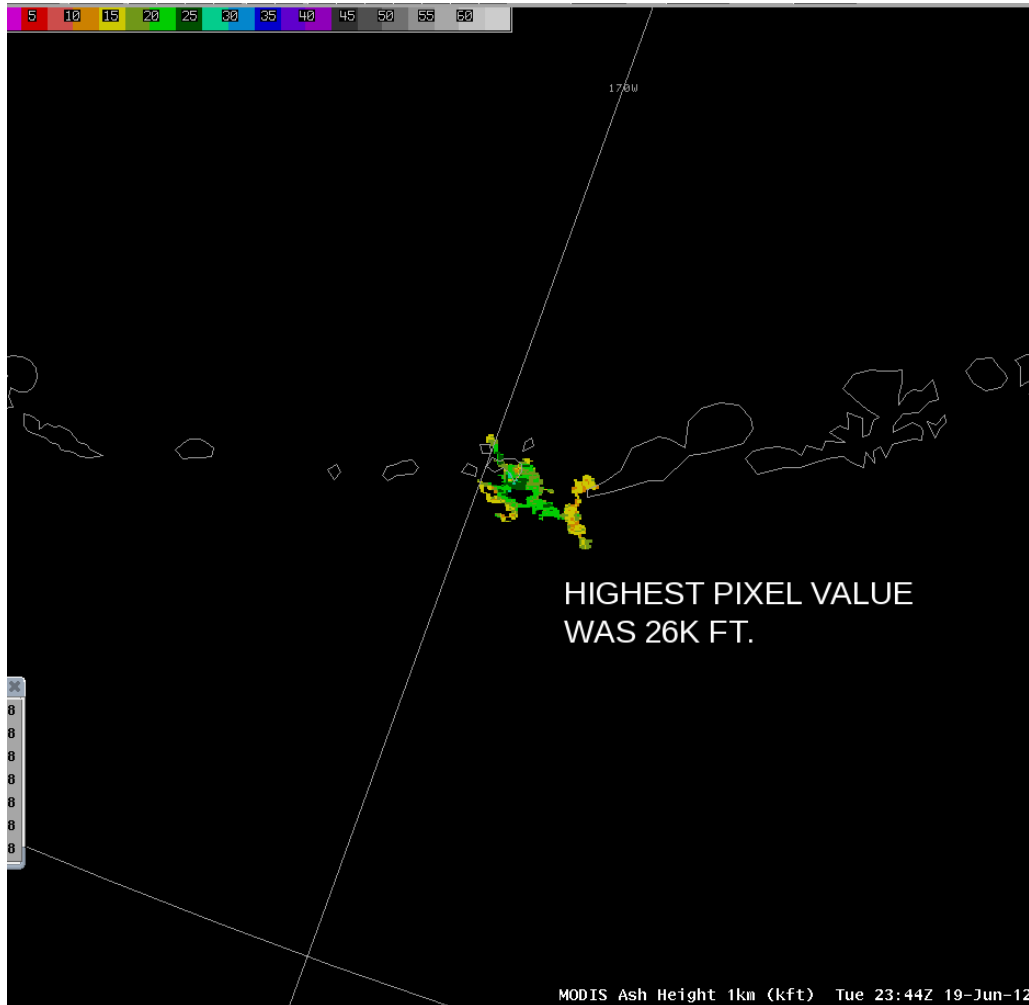 5 10 15 20 25 30 35 40 45 50 55 60
170W
HIGHEST PIXEL VALUE
WAS 26K FT.
8
8
8
8
8
8
8
MODIS Ash Height 1km (kft) Tue 23:44Z 19-Jun-12